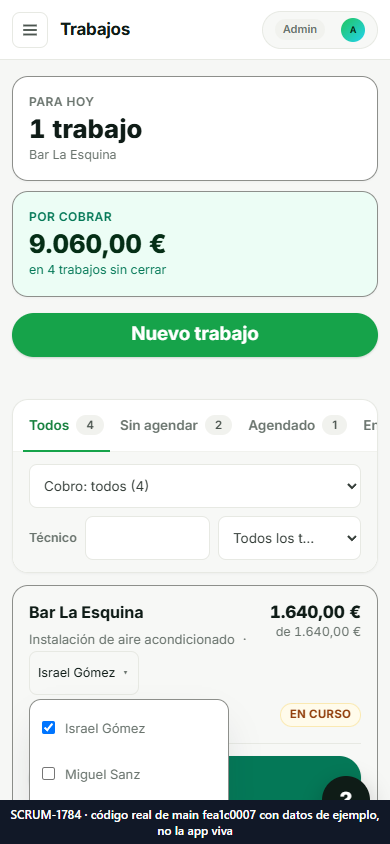 Trabajos
Admin
A
PARA HOY
1 trabajo
Bar La Esquina
POR COBRAR
9.060,00 €
en 4 trabajos sin cerrar
Nuevo trabajo
Todos 4 Sin agendar 2 Agendado 1 En
Cobro: todos (4)
Técnico
Todos los t...
Bar La Esquina
1.640,00 €
Instalación de aire acondicionado ·
de 1.640,00 €
Israel Gómez
EN CURSO
Israel Gómez
Miguel Sanz
SCRUM-1784 · código real de main fea1c0007 con datos de ejemplo,
no la app viva